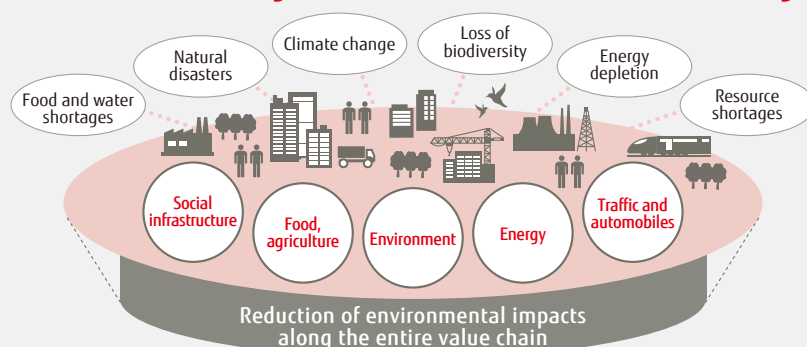 Climate change
Loss of
biodiversity
Natural
disasters
Energy
depletion
Food and water
shortages
Resource
shortages
Social
infrastructure
Food,
agriculture
Environment
Energy
Traffic and
automobiles
Reduction of environmental impacts
along the entire value chain